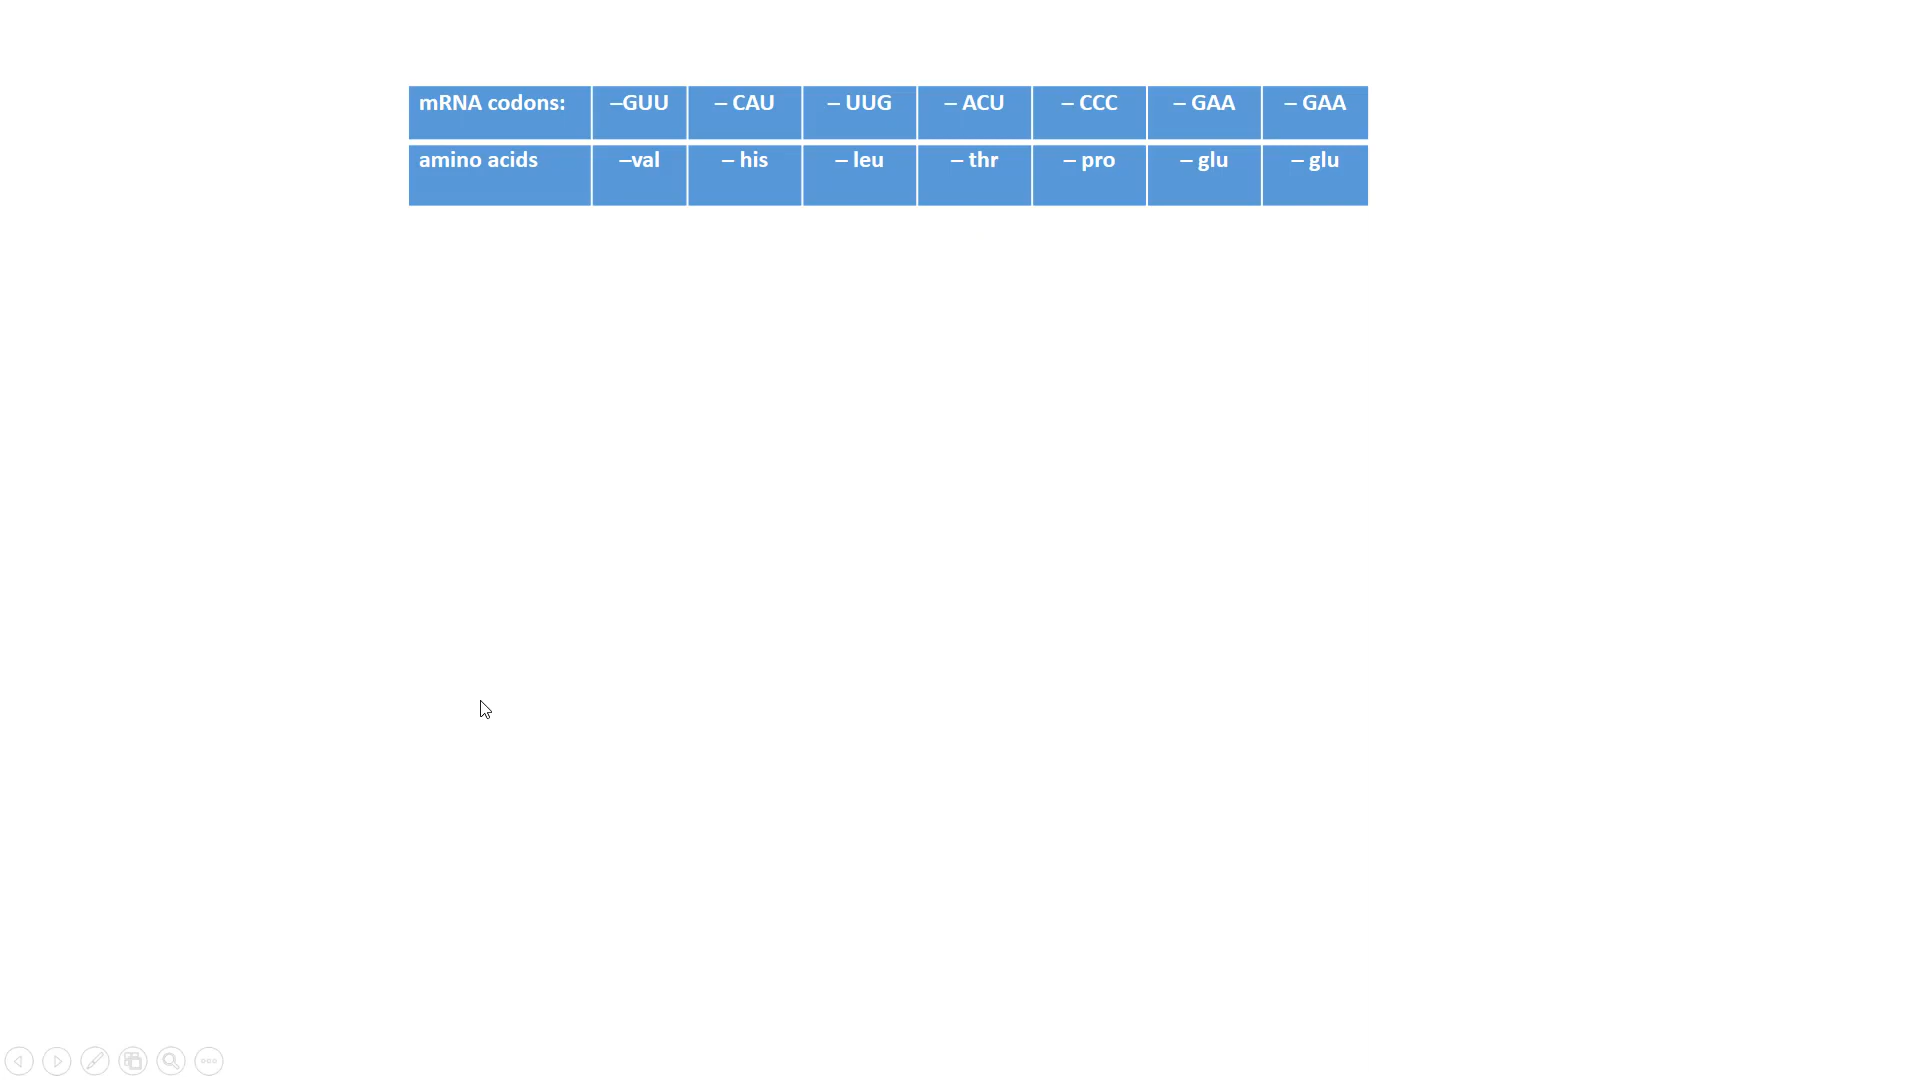 mRNA codons: –GUU – CAU – UUG – ACU – CCC – GAA – GAA
amino acids –val – his – leu – thr – pro – glu – glu